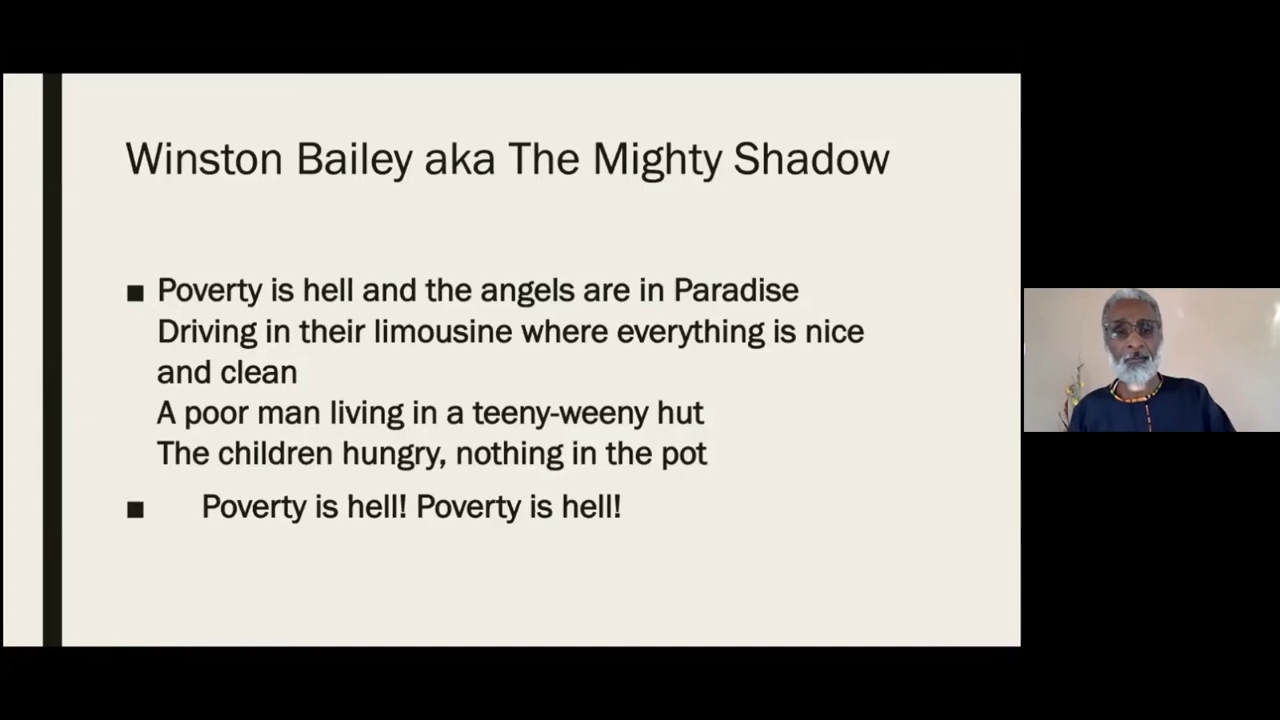 Winston Bailey aka The Mighty Shadow
Poverty is hell and the angels are in Paradise
Driving in their limousine where everything is nice
and clean
A poor man living in a teeny-weeny hut
The children hungry, nothing in the pot
Poverty is hell! Poverty is hell!